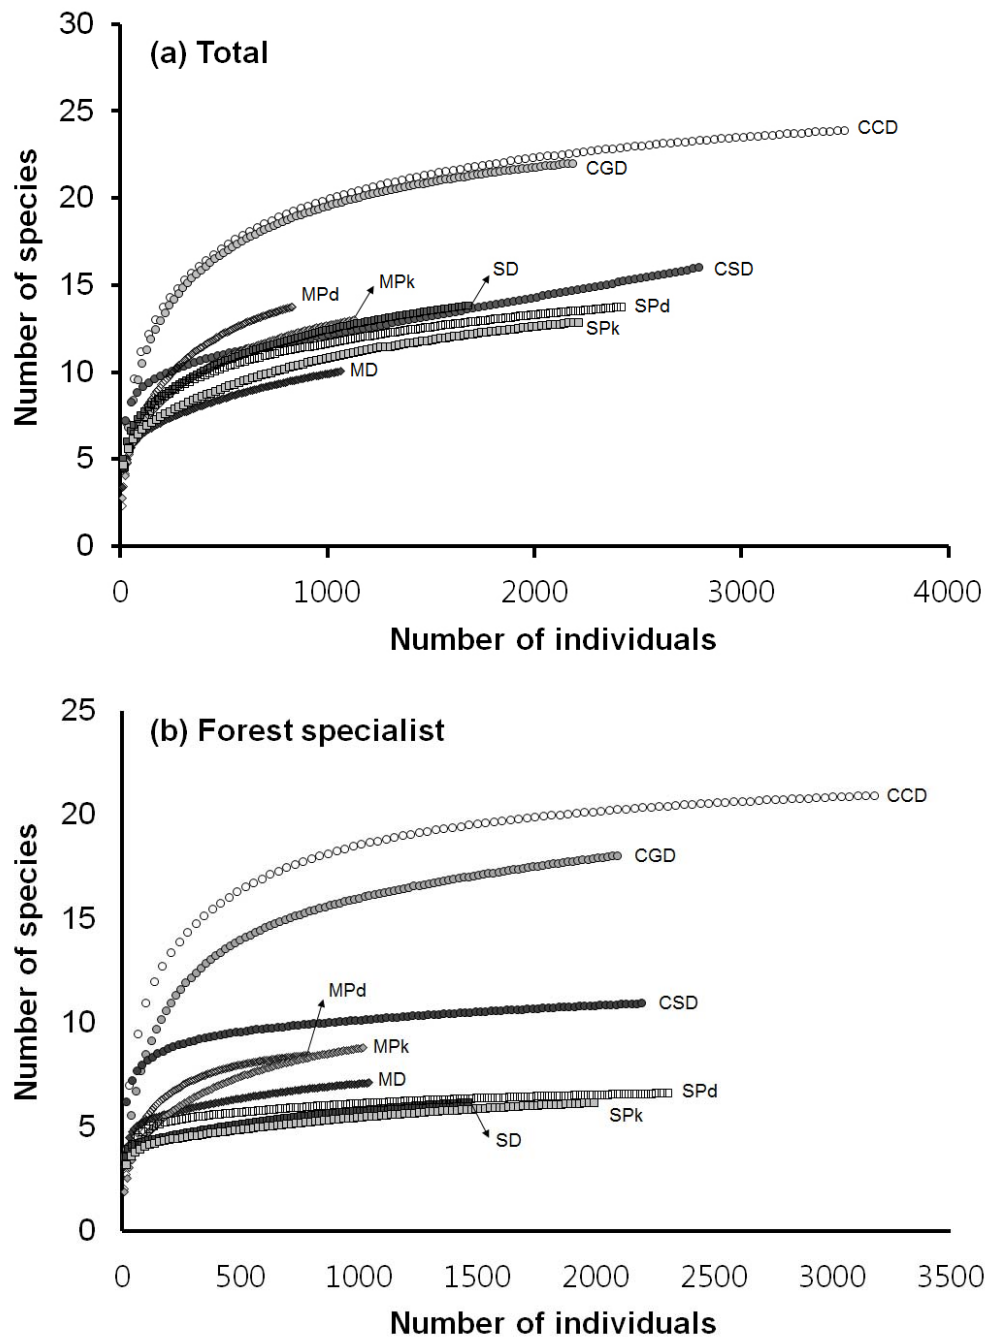 30
(a) Total
25
CCD
CGD
20
Number of species
15
MPd
MPk
SD
CSD
SPd
SPk
10
MD
5
0
0 1000 2000 3000 4000
Number of individuals
25
(b) Forest specialist
CCD
20
CGD
Number of species
15
MPd
CSD
10
MPk
MD
SPd
SPk
5
SD
0
0 500 1000 1500 2000 2500 3000 3500
Number of individuals